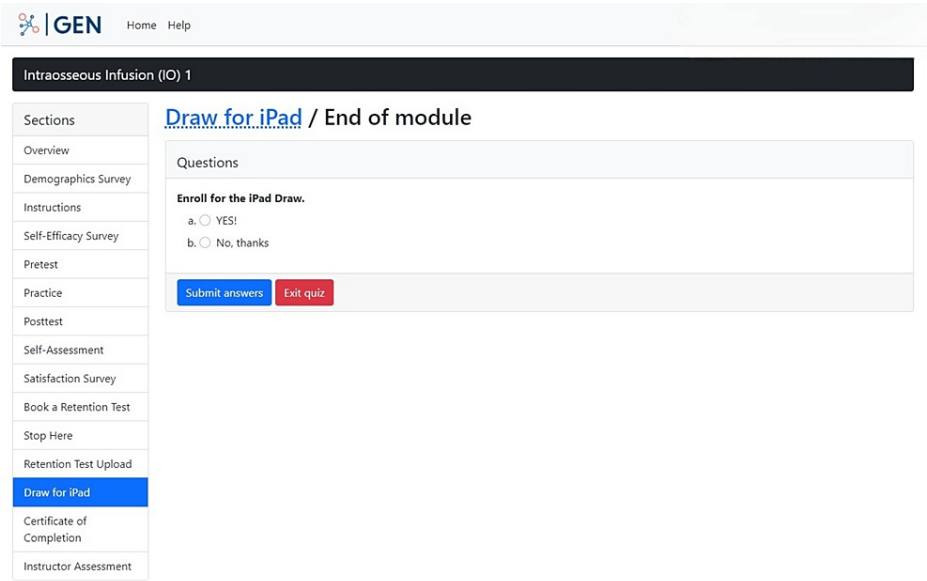 GEN Home Help
Intraosseous Infusion (IO) 1
Sections
Overview
Demographics Survey
Instructions
Self-Efficacy Survey
Pretest
Practice
Posttest
Self-Assessment
Satisfaction Survey
Book a Retention Test
Stop Here
Retention Test Upload
Draw for iPad
Certificate of
Completion
Instructor Assessment
Draw for iPad / End of module
Questions
Enroll for the iPad Draw.
a. YES!
b. No, thanks
Submit answers Exit quiz